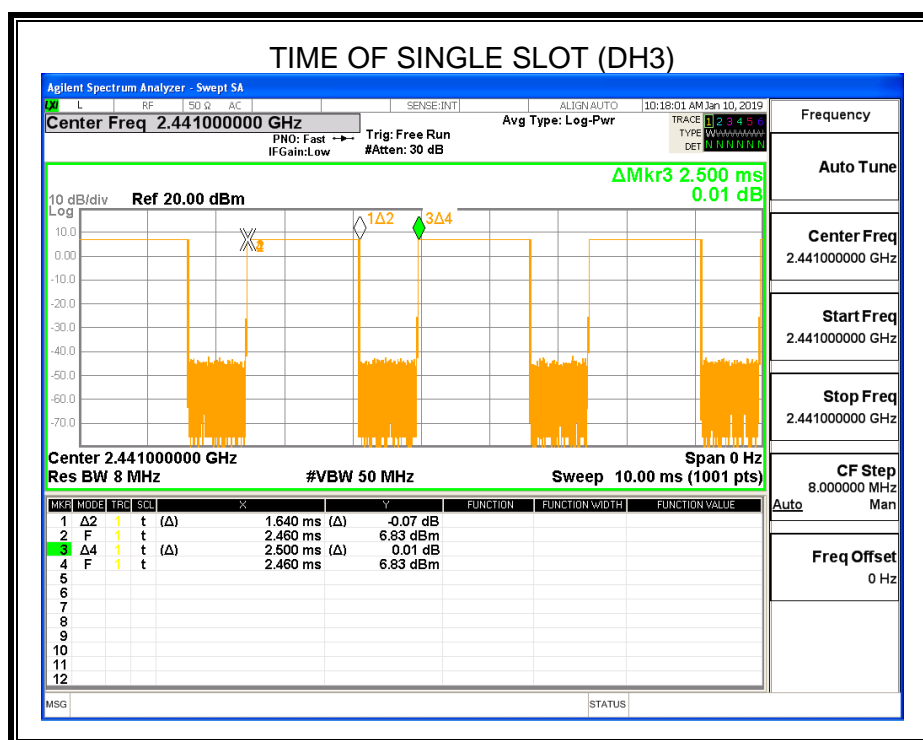 TIME OF SINGLE SLOT (DH3)
Agilent Spectrum Analyzer - Swept SA
LXI L RF 50 Ω AC SENSE:INT ALIGN AUTO 10:18:01 AM Jan 10, 2019
Center Freq 2.441000000 GHz
PNO: Fast
IFGain:Low
Trig: Free Run
#Atten: 30 dB
Avg Type: Log-Pwr
TRACE 1 2 3 4 5 6
TYPE W
DET N N N N N N
ΔMkr3 2.500 ms
0.01 dB
10 dB/div Ref 20.00 dBm
Log
10.0
0.00
-10.0
-20.0
-30.0
-40.0
-50.0
-60.0
-70.0
1Δ2
3Δ4
Center 2.441000000 GHz Span 0 Hz
Res BW 8 MHz #VBW 50 MHz Sweep 10.00 ms (1001 pts)
MKR MODE TRC SCL X Y FUNCTION FUNCTION WIDTH FUNCTION VALUE
1 Δ2 1 t (Δ) 1.640 ms (Δ) -0.07 dB
2 F 1 t 2.460 ms 6.83 dBm
3 Δ4 1 t (Δ) 2.500 ms (Δ) 0.01 dB
4 F 1 t 2.460 ms 6.83 dBm
5
6
7
8
9
10
11
12
MSG STATUS
Frequency
Auto Tune
Center Freq
2.441000000 GHz
Start Freq
2.441000000 GHz
Stop Freq
2.441000000 GHz
CF Step
8.000000 MHz
Auto Man
Freq Offset
0 Hz